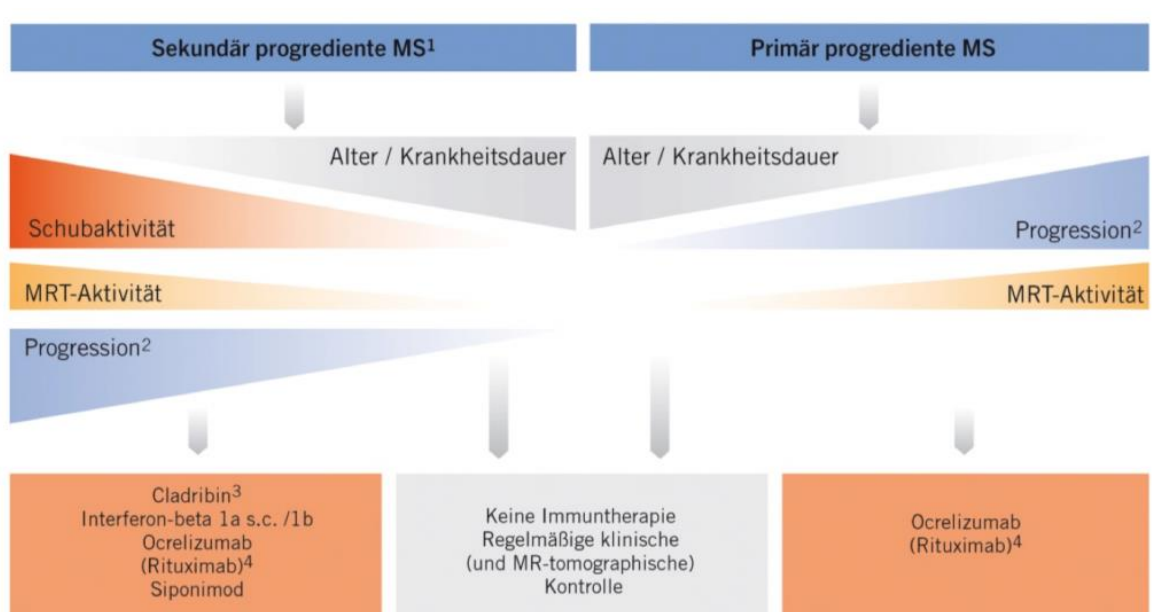 Sekundär progrediente MS¹
Primär progrediente MS
Alter / Krankheitsdauer
Alter / Krankheitsdauer
Schubaktivität
Progression²
MRT-Aktivität
MRT-Aktivität
Progression²
Cladribin³
Interferon-beta 1a s.c. /1b
Ocrelizumab
(Rituximab)⁴
Siponimod
Keine Immuntherapie
Regelmäßige klinische
(und MR-tomographische)
Kontrolle
Ocrelizumab
(Rituximab)⁴